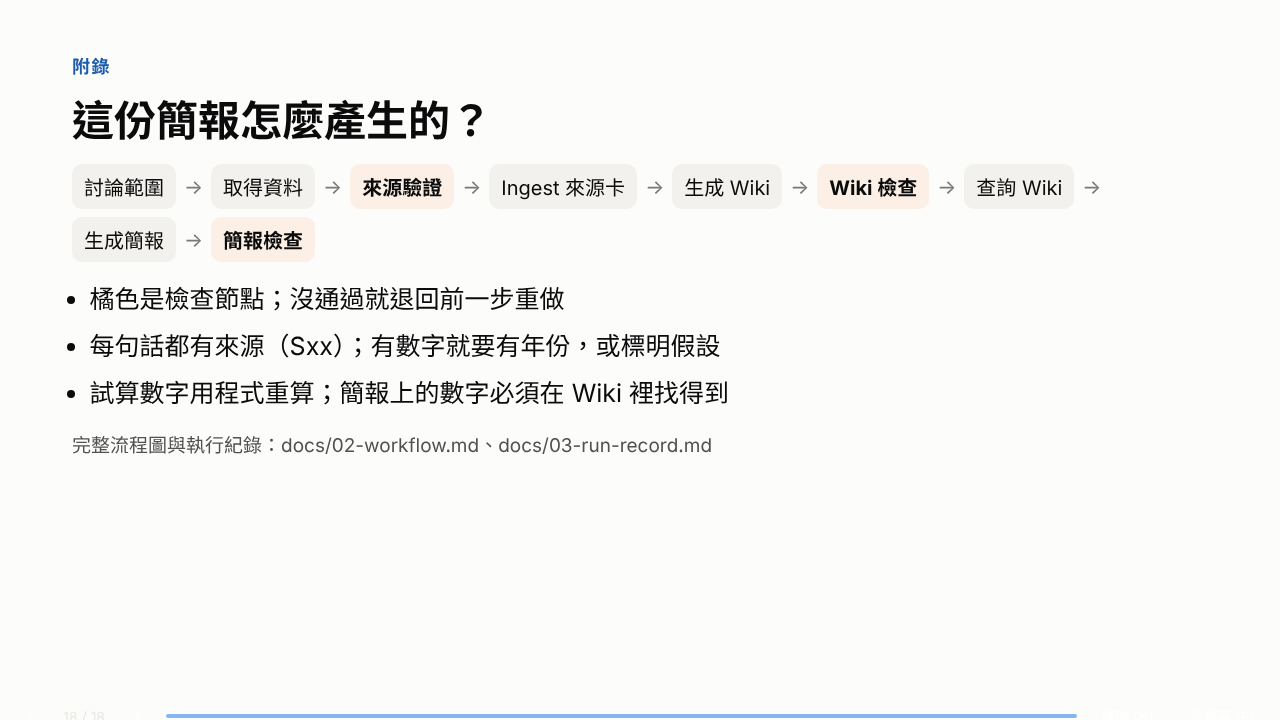 附錄
這份簡報怎麼產生的？
討論範圍 → 取得資料 → 來源驗證 → Ingest 來源卡 → 生成 Wiki → Wiki 檢查 → 查詢 Wiki →
生成簡報 → 簡報檢查
• 橘色是檢查節點；沒通過就退回前一步重做
• 每句話都有來源（Sxx）；有數字就要有年份，或標明假設
• 試算數字用程式重算；簡報上的數字必須在 Wiki 裡找得到
完整流程圖與執行紀錄：docs/02-workflow.md、docs/03-run-record.md
18 / 18